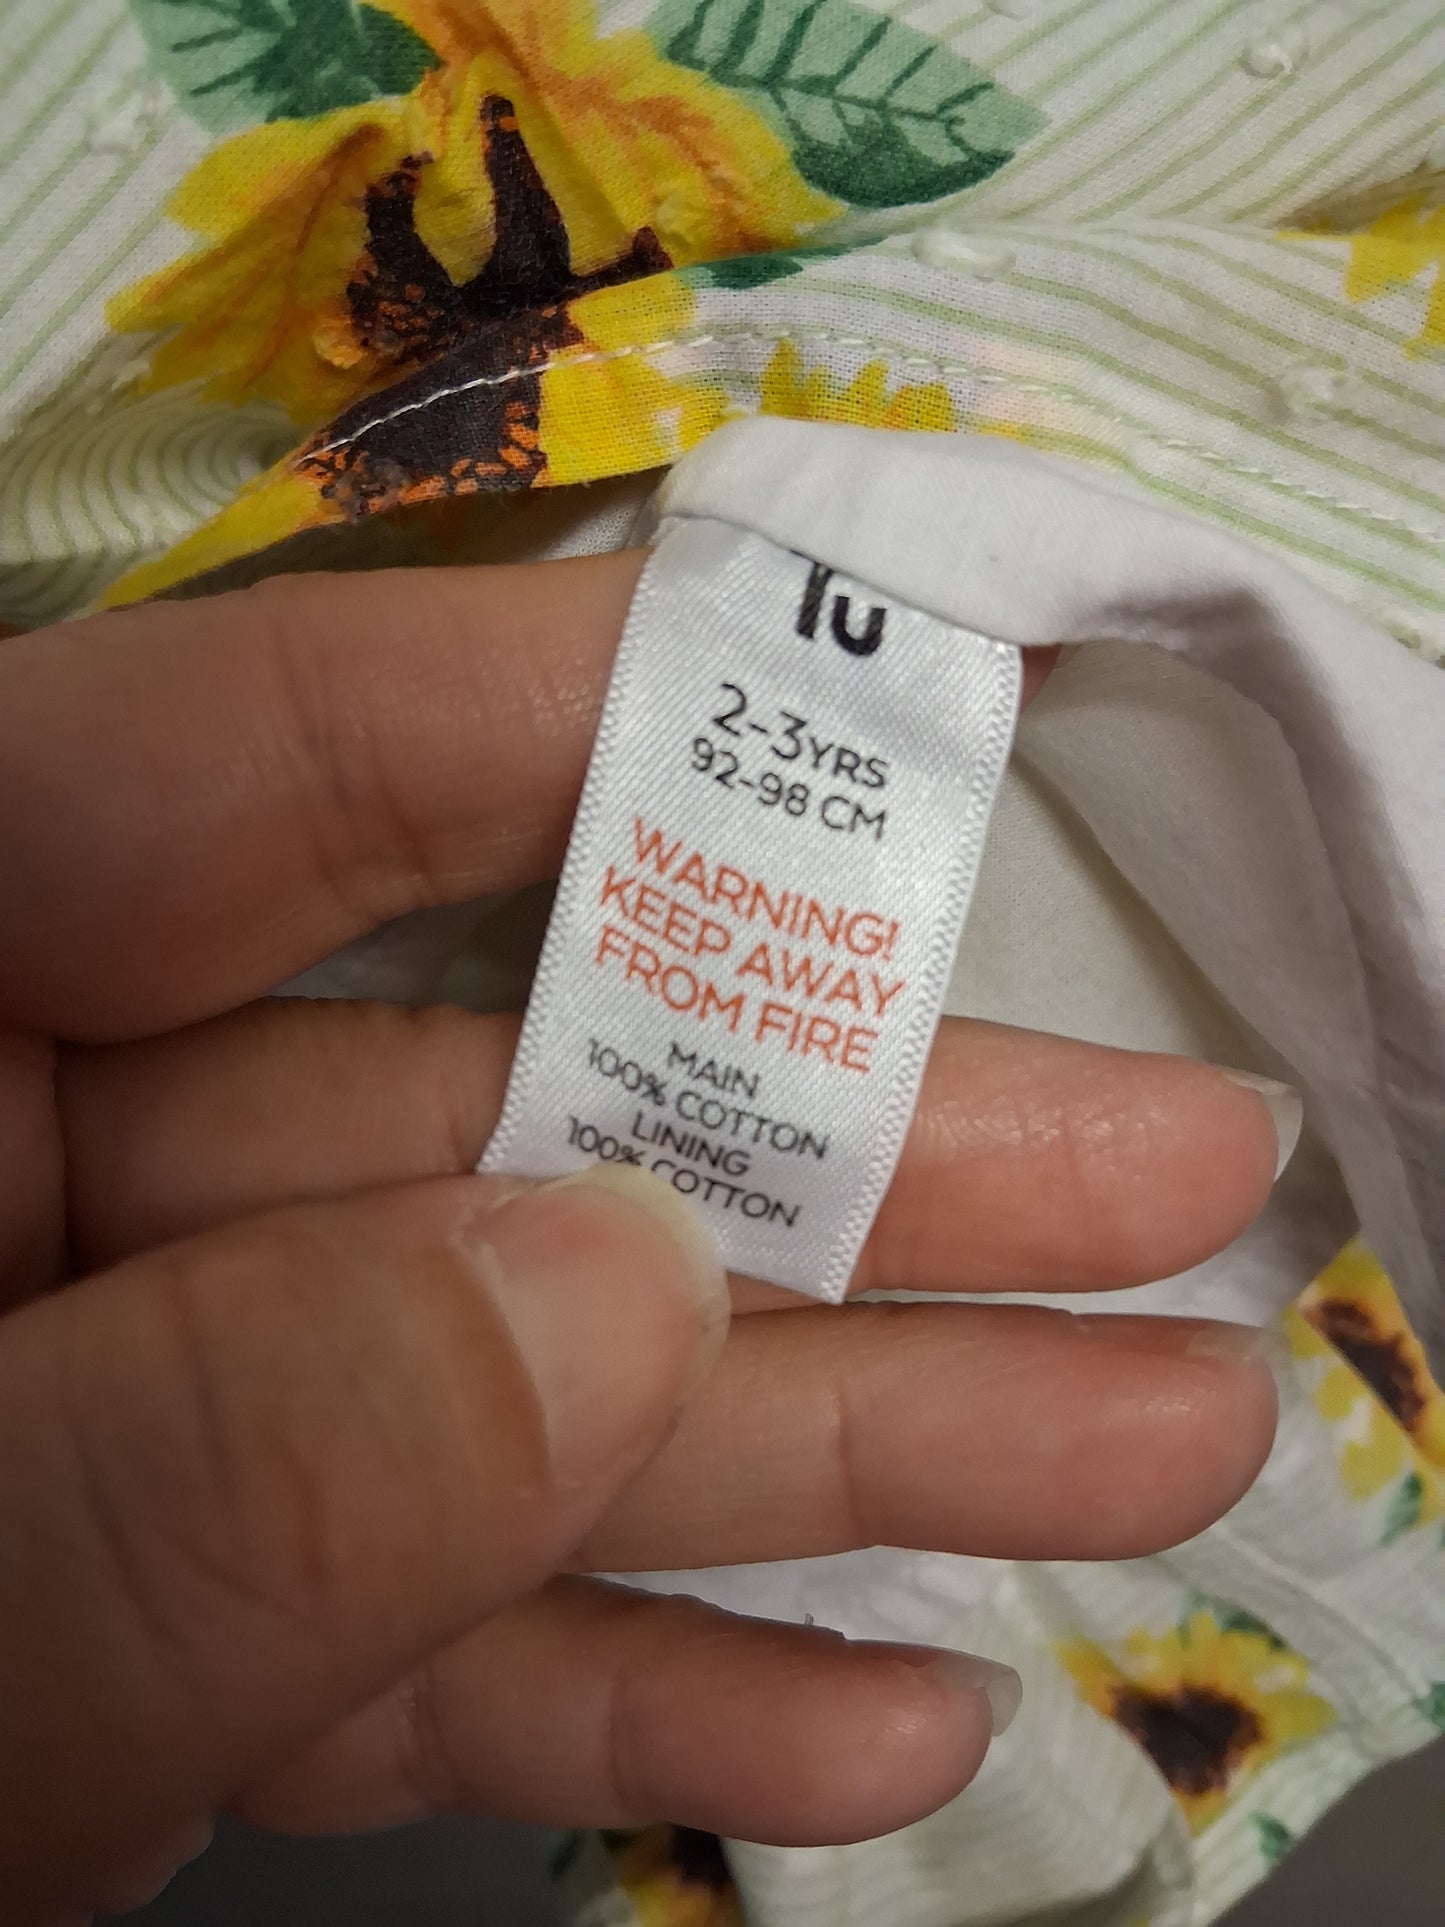 Tu
2-3YRS
92-98 CM
WARNING!
KEEP AWAY
FROM FIRE
MAIN
100% COTTON
LINING
100% COTTON